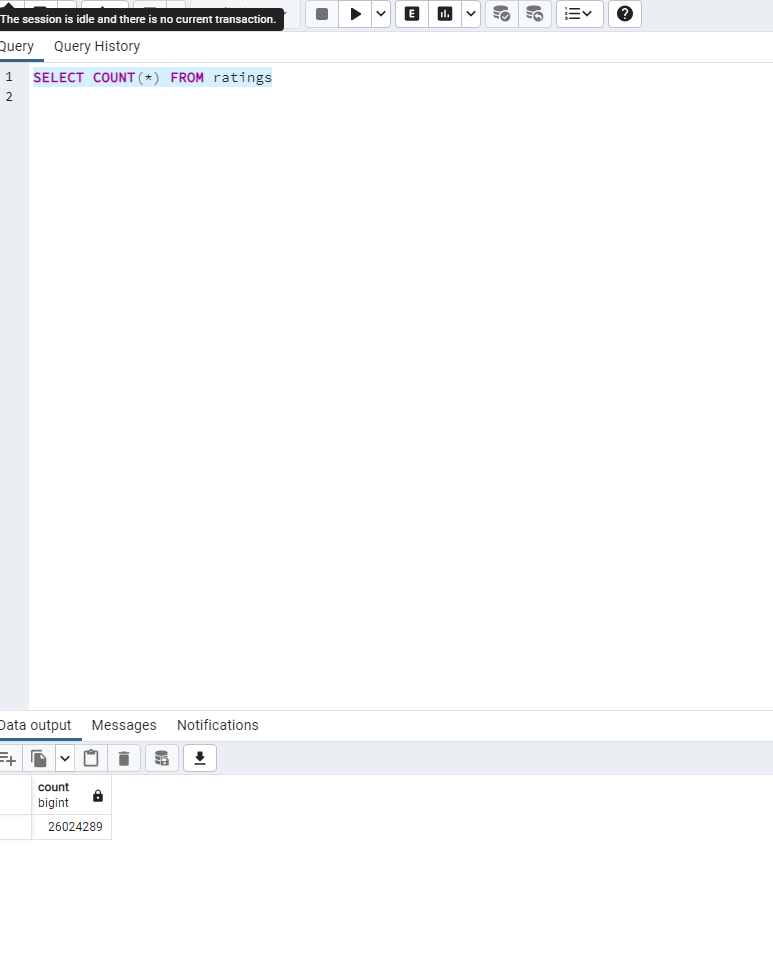 The session is idle and there is no current transaction.
E
Query Query History
1 SELECT COUNT(*) FROM ratings
2
Data output Messages Notifications
count
bigint
26024289